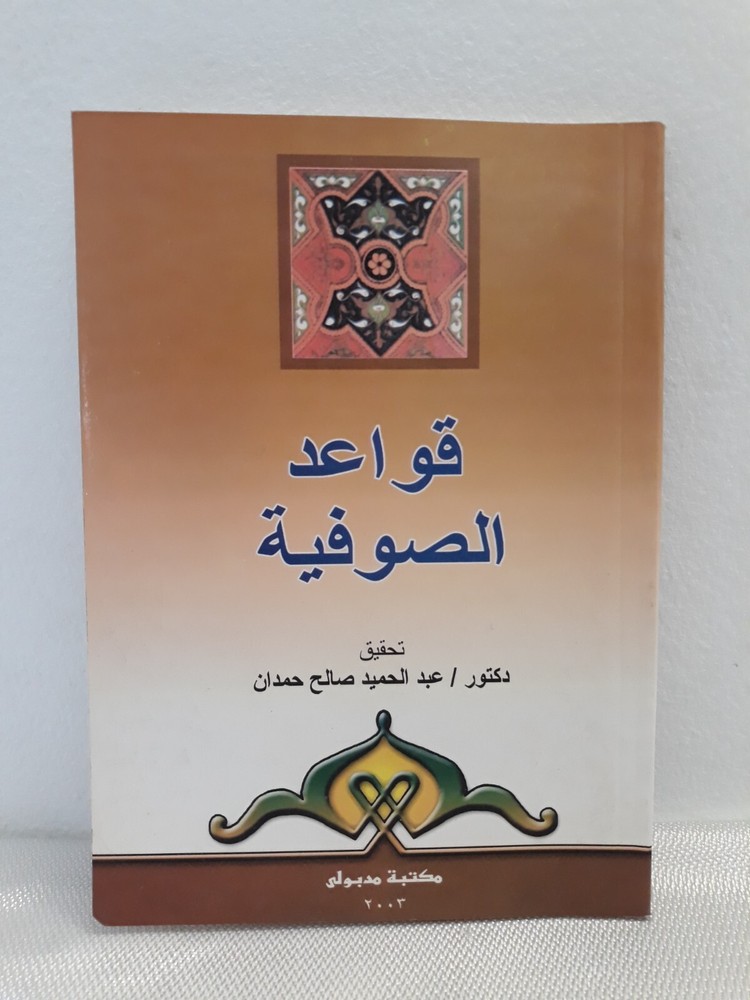 قواعد
الصوفية
تحقيق
دكتور / عبد الحميد صالح حمدان
مكتبة مدبولى
٢٠٠٣